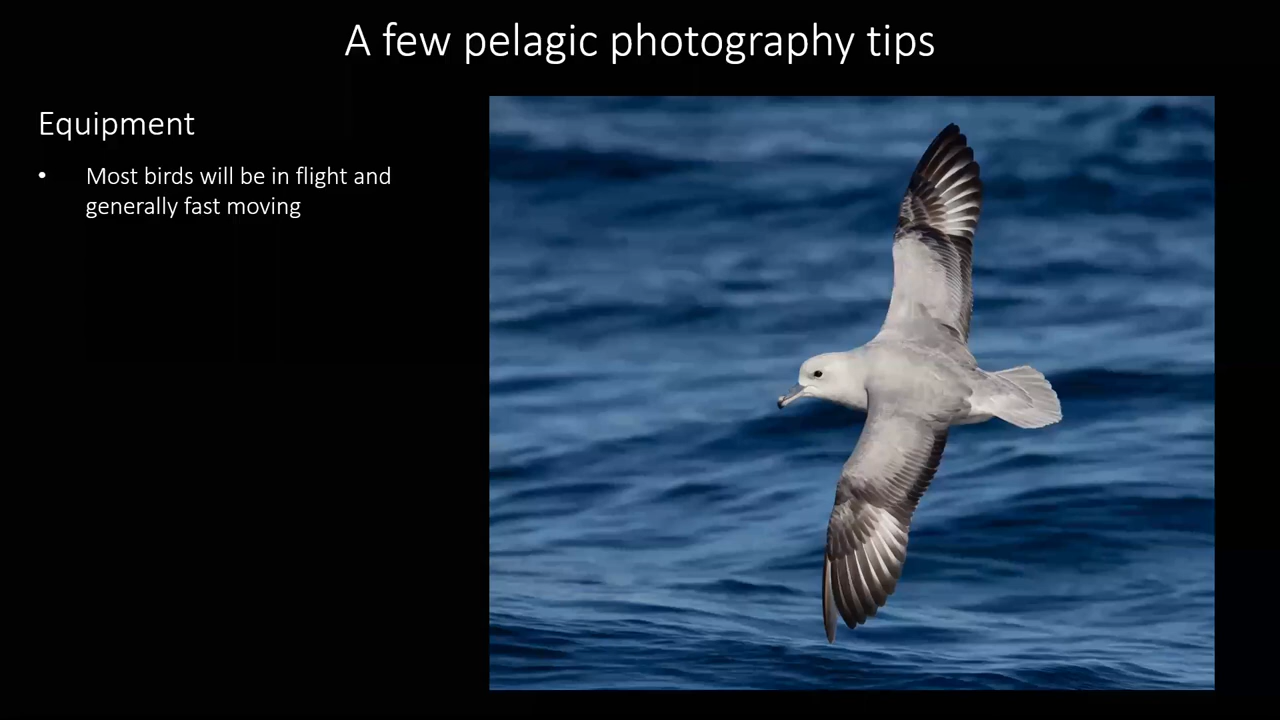 A few pelagic photography tips
Equipment
• Most birds will be in flight and
generally fast moving